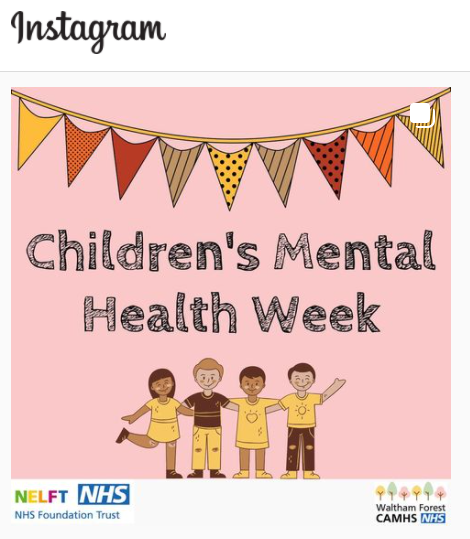 Instagram
Children's Mental
Health Week
NELFT NHS
NHS Foundation Trust
Waltham Forest
CAMHS NHS